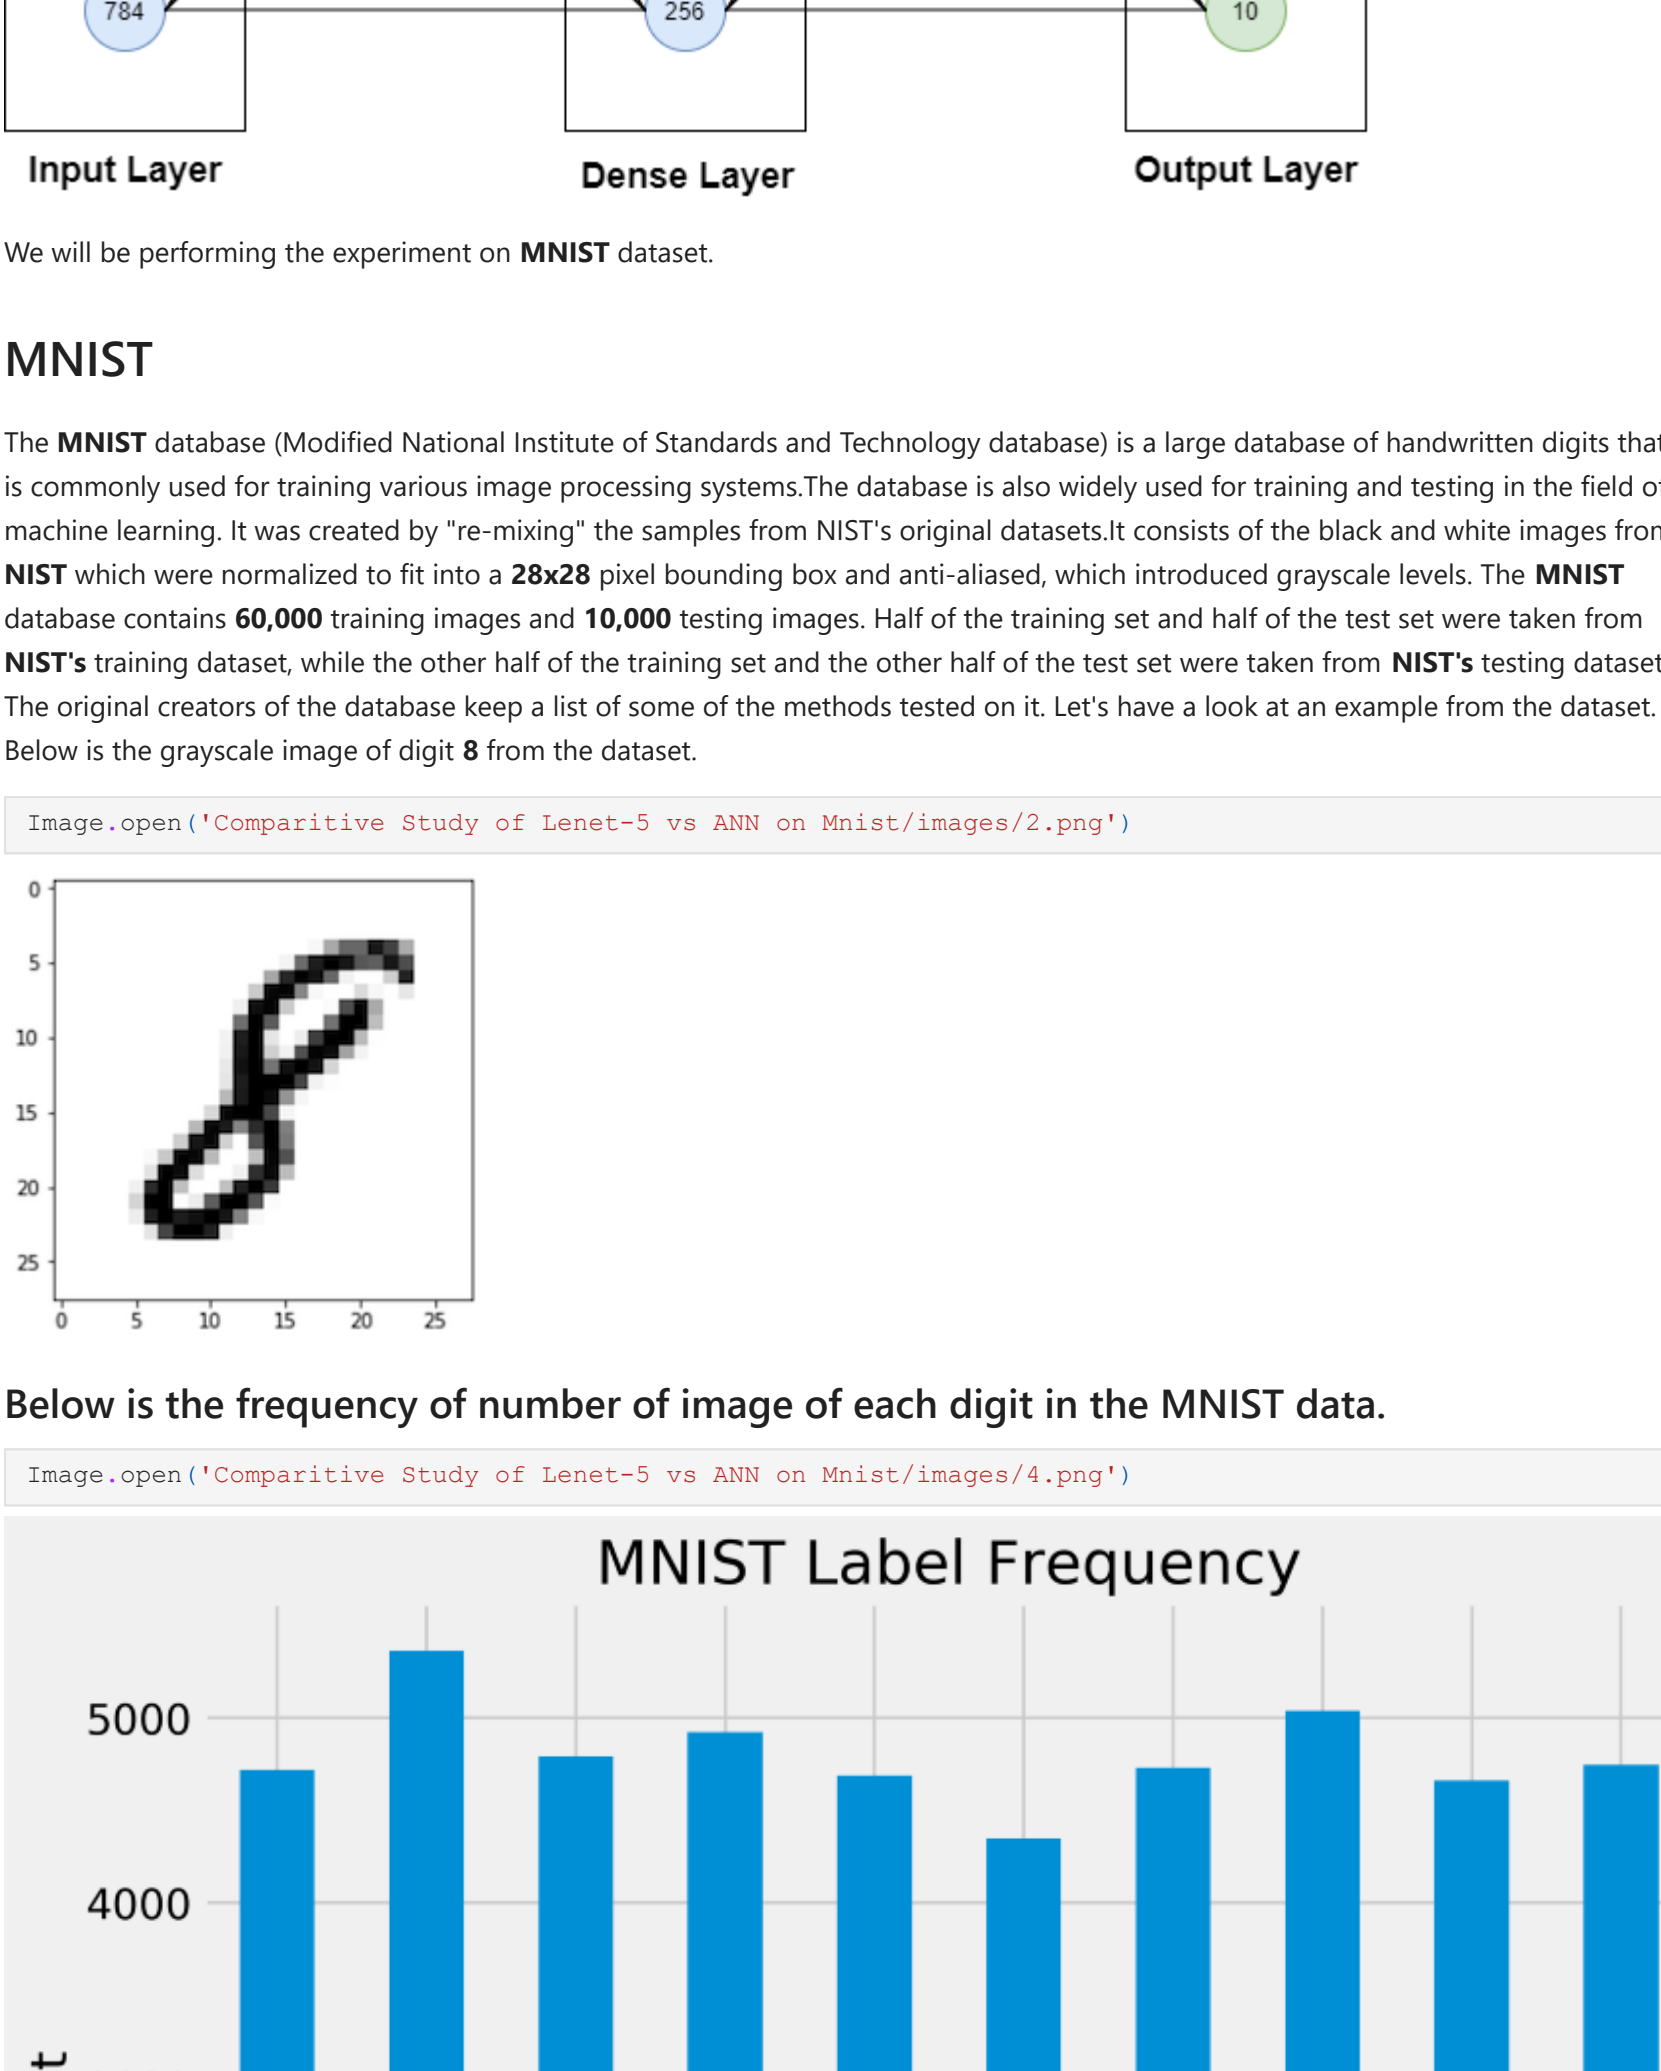 784 256 10
Input Layer Dense Layer Output Layer
We will be performing the experiment on MNIST dataset.
MNIST
The MNIST database (Modified National Institute of Standards and Technology database) is a large database of handwritten digits that
is commonly used for training various image processing systems.The database is also widely used for training and testing in the field of
machine learning. It was created by "re-mixing" the samples from NIST's original datasets.It consists of the black and white images from
NIST which were normalized to fit into a 28x28 pixel bounding box and anti-aliased, which introduced grayscale levels. The MNIST
database contains 60,000 training images and 10,000 testing images. Half of the training set and half of the test set were taken from
NIST's training dataset, while the other half of the training set and the other half of the test set were taken from NIST's testing dataset
The original creators of the database keep a list of some of the methods tested on it. Let's have a look at an example from the dataset.
Below is the grayscale image of digit 8 from the dataset.
Image.open('Comparitive Study of Lenet-5 vs ANN on Mnist/images/2.png')
0
5
10
15
20
25
0 5 10 15 20 25
Below is the frequency of number of image of each digit in the MNIST data.
Image.open('Comparitive Study of Lenet-5 vs ANN on Mnist/images/4.png')
MNIST Label Frequency
5000
4000